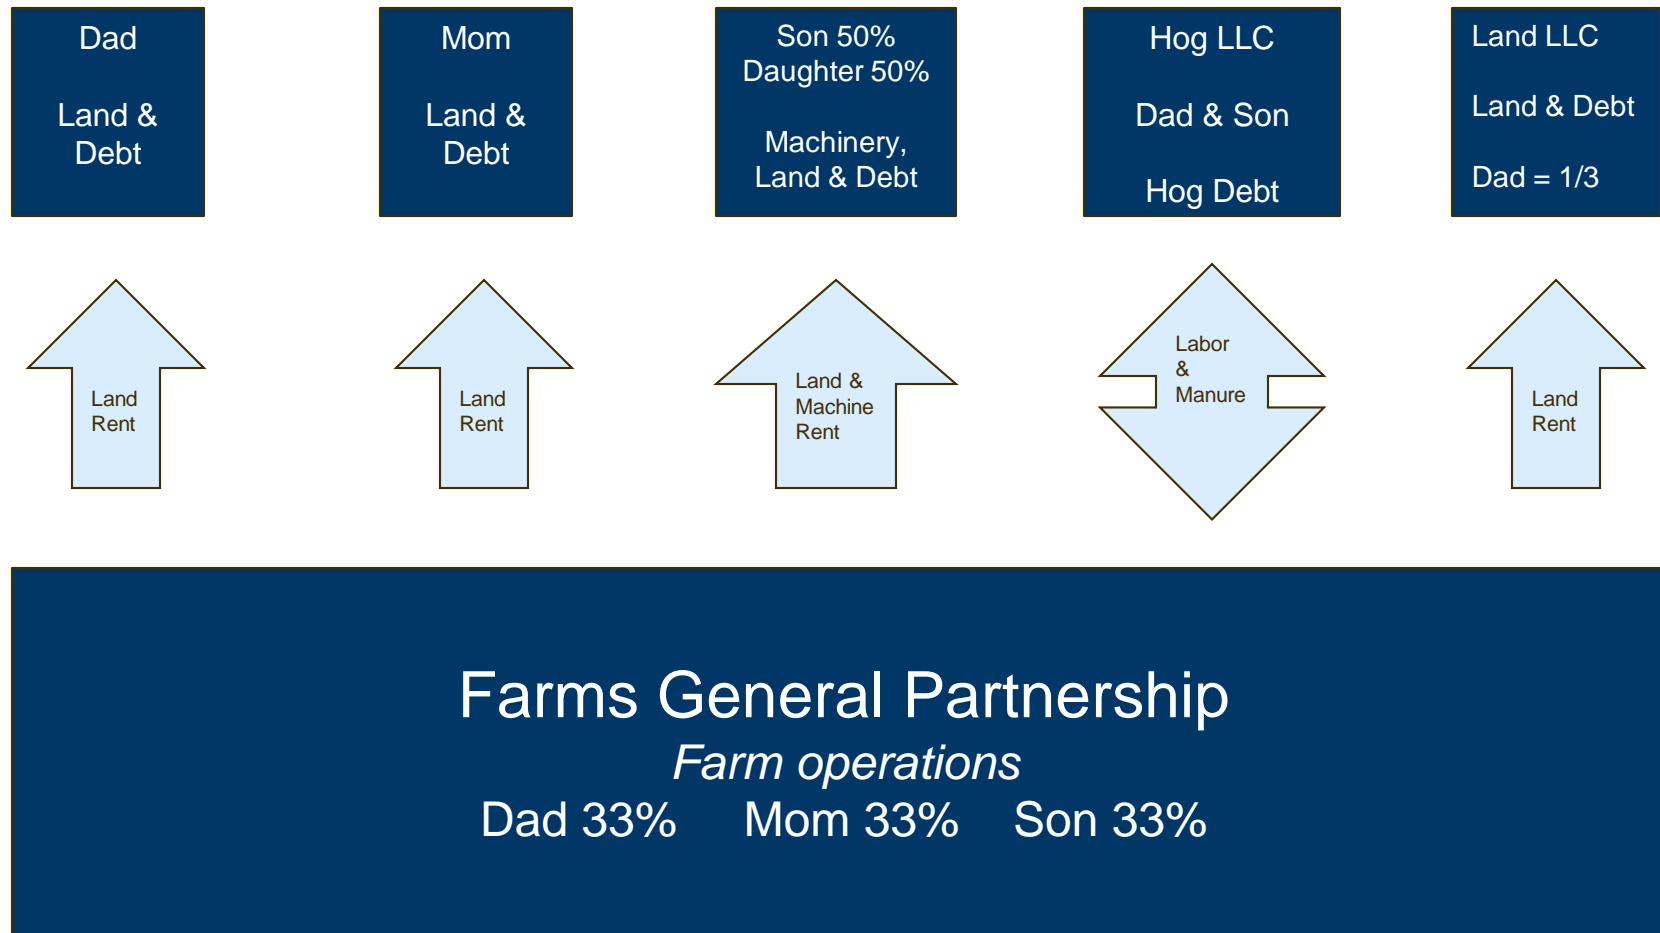 Dad
Land &
Debt
Mom
Land &
Debt
Son 50%
Daughter 50%
Machinery,
Land & Debt
Hog LLC
Dad & Son
Hog Debt
Land LLC
Land & Debt
Dad = 1/3
Land
Rent
Land
Rent
Land &
Machine
Rent
Labor
&
Manure
Land
Rent
Farms General Partnership
Farm operations
Dad 33% Mom 33% Son 33%